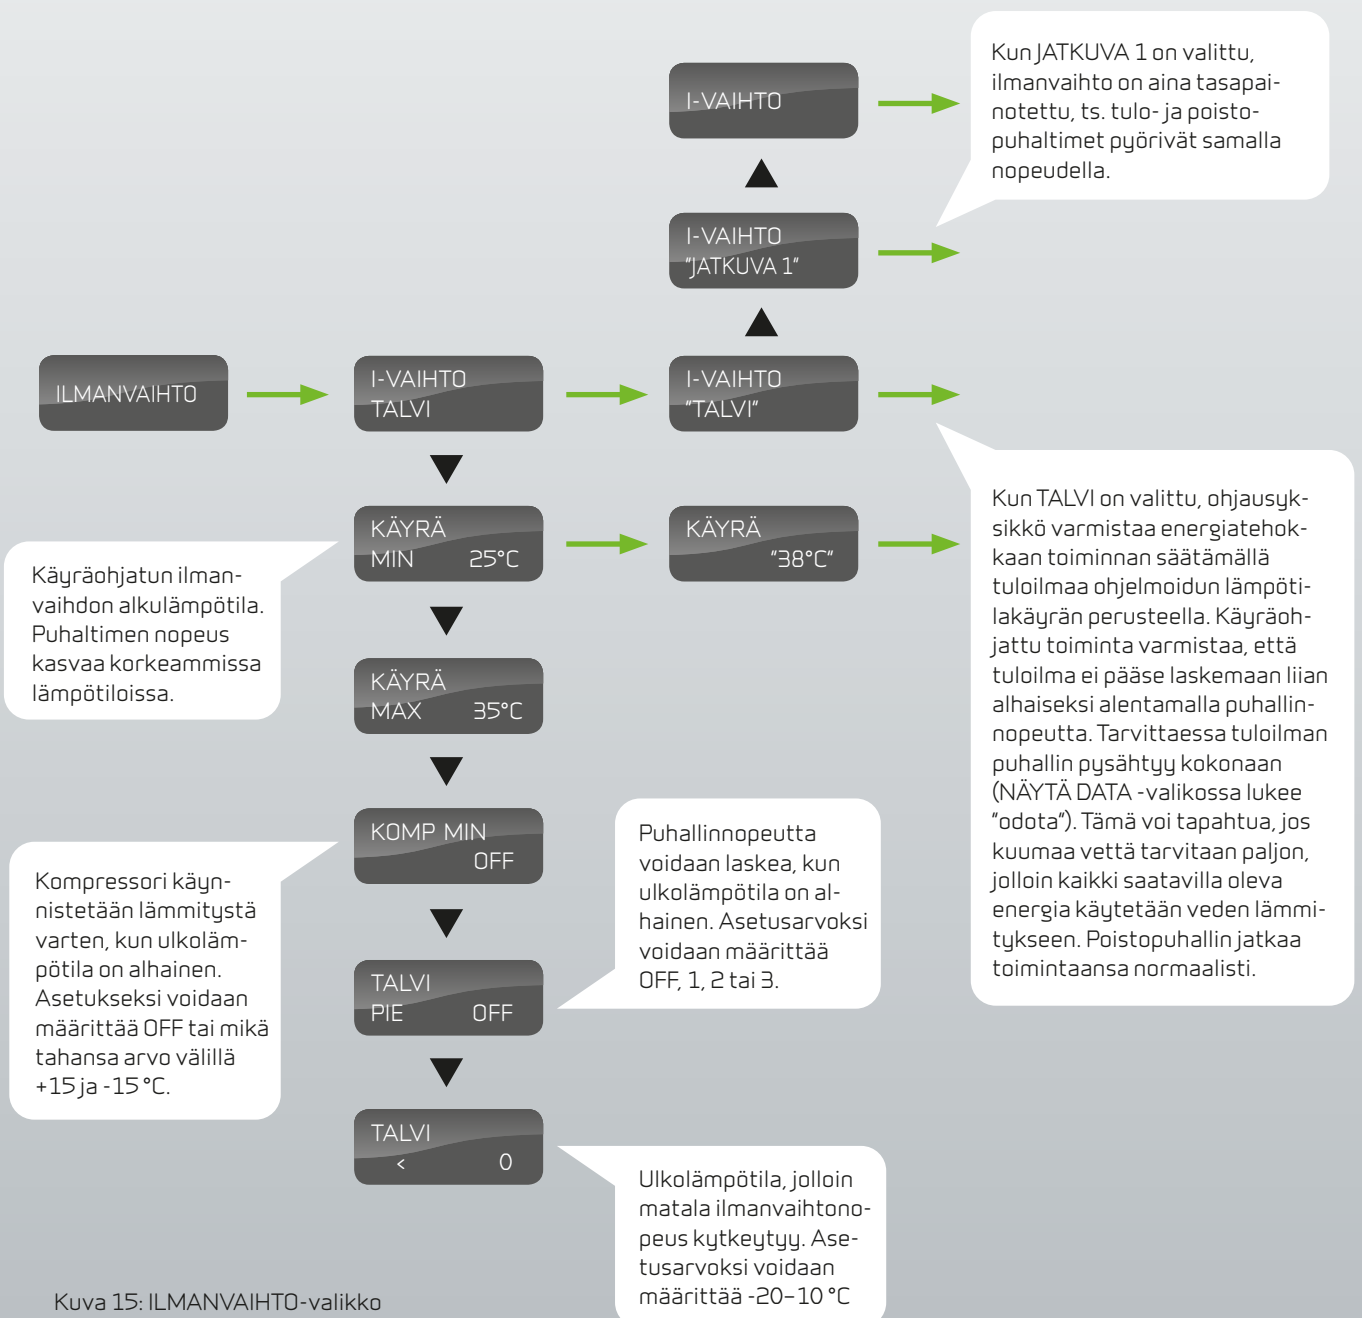 Kun JATKUVA 1 on valittu,
ilmanvaihto on aina tasapai-
notettu, ts. tulo- ja poisto-
puhaltimet pyörivät samalla
nopeudella.
I-VAIHTO
I-VAIHTO
"JATKUVA 1"
ILMANVAIHTO
I-VAIHTO
TALVI
I-VAIHTO
"TALVI"
KÄYRÄ
MIN 25°C
KÄYRÄ
"38°C"
Käyräohjatun ilman-
vaihdon alkulämpötila.
Puhaltimen nopeus
kasvaa korkeammissa
lämpötiloissa.
Kun TALVI on valittu, ohjausyk-
sikkö varmistaa energiatehok-
kaan toiminnan säätämällä
tuloilmaa ohjelmoidun lämpöti-
lakäyrän perusteella. Käyräoh-
jattu toiminta varmistaa, että
tuloilma ei pääse laskemaan liian
alhaiseksi alentamalla puhallin-
nopeutta. Tarvittaessa tuloilman
puhallin pysähtyy kokonaan
(NÄYTÄ DATA -valikossa lukee
"odota"). Tämä voi tapahtua, jos
kuumaa vettä tarvitaan paljon,
jolloin kaikki saatavilla oleva
energia käytetään veden lämmi-
tykseen. Poistopuhallin jatkaa
toimintaansa normaalisti.
KÄYRÄ
MAX 35°C
KOMP MIN
OFF
Kompressori käyn-
nistetään lämmitystä
varten, kun ulkoläm-
pötila on alhainen.
Asetukseksi voidaan
määrittää OFF tai mikä
tahansa arvo välillä
+15 ja -15 °C.
Puhallinnopeutta
voidaan laskea, kun
ulkolämpötila on al-
hainen. Asetusarvoksi
voidaan määrittää
OFF, 1, 2 tai 3.
TALVI
PIE OFF
TALVI
< 0
Ulkolämpötila, jolloin
matala ilmanvaihtono-
peus kytkeytyy. Ase-
tusarvoksi voidaan
määrittää -20–10 °C
Kuva 15: ILMANVAIHTO-valikko